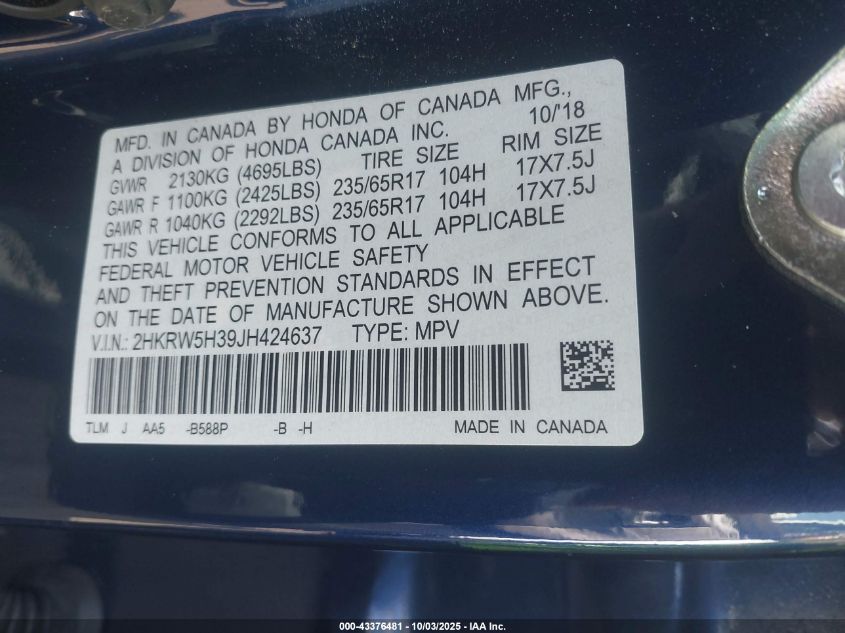 MFD. IN CANADA BY HONDA OF CANADA MFG.,
A DIVISION OF HONDA CANADA INC. 10/'18
GVWR 2130KG (4695LBS) TIRE SIZE RIM SIZE
GAWR F 1100KG (2425LBS) 235/65R17 104H 17X7.5J
GAWR R 1040KG (2292LBS) 235/65R17 104H 17X7.5J
THIS VEHICLE CONFORMS TO ALL APPLICABLE
FEDERAL MOTOR VEHICLE SAFETY
AND THEFT PREVENTION STANDARDS IN EFFECT
ON THE DATE OF MANUFACTURE SHOWN ABOVE.
V.I.N.: 2HKRW5H39JH424637 TYPE: MPV
TLM J AA5 -B588P -B -H MADE IN CANADA
000-43376481 - 10/03/2025 - IAA Inc.